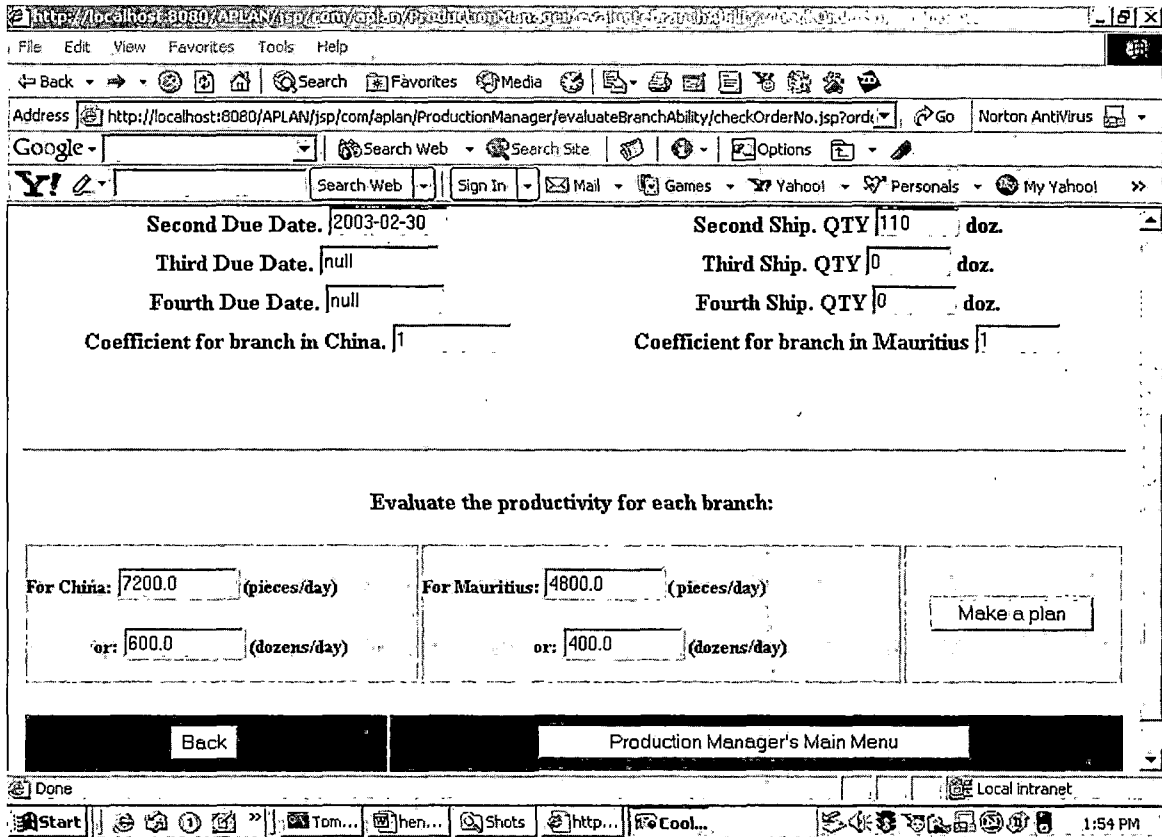 File Edit View Favorites Tools Help
Back Search Favorites Media
Address http://localhost:8080/APLAN/jsp/com/aplan/ProductionManager/evaluateBranchAbility/checkOrderNo.jsp?orde Go Norton AntiVirus
Google Search Web Search Site Options
Y! Search Web Sign In Mail Games Yahoo! Personals My Yahoo! >>
Second Due Date. 2003-02-30 Second Ship. QTY 110 doz.
Third Due Date. null Third Ship. QTY 0 doz.
Fourth Due Date. null Fourth Ship. QTY 0 doz.
Coefficient for branch in China. 1 Coefficient for branch in Mauritius 1
Evaluate the productivity for each branch:
For China: 7200.0 (pieces/day) For Mauritius: 4800.0 (pieces/day)
Make a plan
or: 600.0 (dozens/day) or: 400.0 (dozens/day)
Back Production Manager's Main Menu
Done Local intranet
Start >> Tom... hen... Shots http... Cool... 1:54 PM